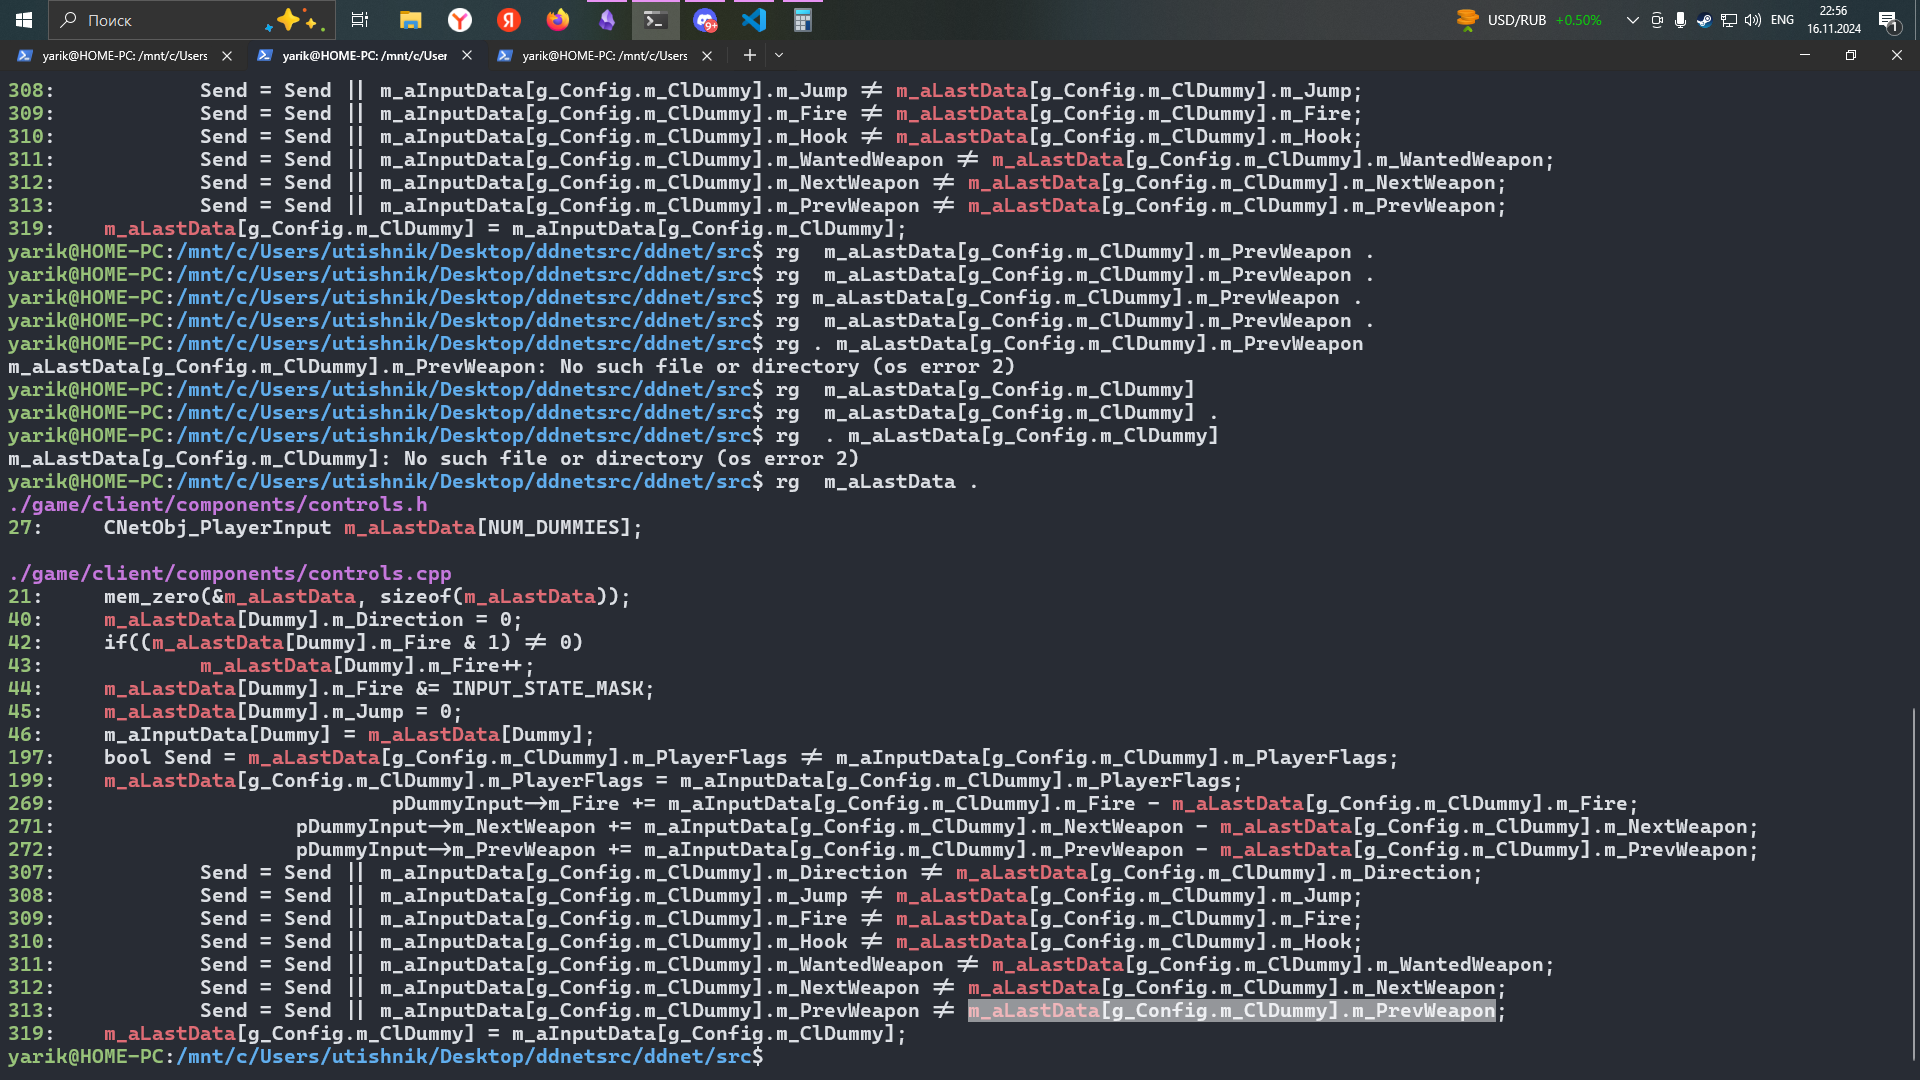 Поиск
9+
USD/RUB +0.50%
ENG
22:56
16.11.2024
1
yarik@HOME-PC: /mnt/c/Users
yarik@HOME-PC: /mnt/c/User
yarik@HOME-PC: /mnt/c/Users
308: Send = Send || m_aInputData[g_Config.m_ClDummy].m_Jump ≠ m_aLastData[g_Config.m_ClDummy].m_Jump;
309: Send = Send || m_aInputData[g_Config.m_ClDummy].m_Fire ≠ m_aLastData[g_Config.m_ClDummy].m_Fire;
310: Send = Send || m_aInputData[g_Config.m_ClDummy].m_Hook ≠ m_aLastData[g_Config.m_ClDummy].m_Hook;
311: Send = Send || m_aInputData[g_Config.m_ClDummy].m_WantedWeapon ≠ m_aLastData[g_Config.m_ClDummy].m_WantedWeapon;
312: Send = Send || m_aInputData[g_Config.m_ClDummy].m_NextWeapon ≠ m_aLastData[g_Config.m_ClDummy].m_NextWeapon;
313: Send = Send || m_aInputData[g_Config.m_ClDummy].m_PrevWeapon ≠ m_aLastData[g_Config.m_ClDummy].m_PrevWeapon;
319: m_aLastData[g_Config.m_ClDummy] = m_aInputData[g_Config.m_ClDummy];
yarik@HOME-PC:/mnt/c/Users/utishnik/Desktop/ddnetsrc/ddnet/src$ rg  m_aLastData[g_Config.m_ClDummy].m_PrevWeapon .
yarik@HOME-PC:/mnt/c/Users/utishnik/Desktop/ddnetsrc/ddnet/src$ rg  m_aLastData[g_Config.m_ClDummy].m_PrevWeapon .
yarik@HOME-PC:/mnt/c/Users/utishnik/Desktop/ddnetsrc/ddnet/src$ rg m_aLastData[g_Config.m_ClDummy].m_PrevWeapon .
yarik@HOME-PC:/mnt/c/Users/utishnik/Desktop/ddnetsrc/ddnet/src$ rg  m_aLastData[g_Config.m_ClDummy].m_PrevWeapon .
yarik@HOME-PC:/mnt/c/Users/utishnik/Desktop/ddnetsrc/ddnet/src$ rg . m_aLastData[g_Config.m_ClDummy].m_PrevWeapon
m_aLastData[g_Config.m_ClDummy].m_PrevWeapon: No such file or directory (os error 2)
yarik@HOME-PC:/mnt/c/Users/utishnik/Desktop/ddnetsrc/ddnet/src$ rg  m_aLastData[g_Config.m_ClDummy]
yarik@HOME-PC:/mnt/c/Users/utishnik/Desktop/ddnetsrc/ddnet/src$ rg  m_aLastData[g_Config.m_ClDummy] .
yarik@HOME-PC:/mnt/c/Users/utishnik/Desktop/ddnetsrc/ddnet/src$ rg  . m_aLastData[g_Config.m_ClDummy]
m_aLastData[g_Config.m_ClDummy]: No such file or directory (os error 2)
yarik@HOME-PC:/mnt/c/Users/utishnik/Desktop/ddnetsrc/ddnet/src$ rg  m_aLastData .
./game/client/components/controls.h
27: CNetObj_PlayerInput m_aLastData[NUM_DUMMIES];
./game/client/components/controls.cpp
21: mem_zero(&m_aLastData, sizeof(m_aLastData));
40: m_aLastData[Dummy].m_Direction = 0;
42: if((m_aLastData[Dummy].m_Fire & 1) ≠ 0)
43: m_aLastData[Dummy].m_Fire++;
44: m_aLastData[Dummy].m_Fire &= INPUT_STATE_MASK;
45: m_aLastData[Dummy].m_Jump = 0;
46: m_aInputData[Dummy] = m_aLastData[Dummy];
197: bool Send = m_aLastData[g_Config.m_ClDummy].m_PlayerFlags ≠ m_aInputData[g_Config.m_ClDummy].m_PlayerFlags;
199: m_aLastData[g_Config.m_ClDummy].m_PlayerFlags = m_aInputData[g_Config.m_ClDummy].m_PlayerFlags;
269: pDummyInput→m_Fire += m_aInputData[g_Config.m_ClDummy].m_Fire - m_aLastData[g_Config.m_ClDummy].m_Fire;
271: pDummyInput→m_NextWeapon += m_aInputData[g_Config.m_ClDummy].m_NextWeapon - m_aLastData[g_Config.m_ClDummy].m_NextWeapon;
272: pDummyInput→m_PrevWeapon += m_aInputData[g_Config.m_ClDummy].m_PrevWeapon - m_aLastData[g_Config.m_ClDummy].m_PrevWeapon;
307: Send = Send || m_aInputData[g_Config.m_ClDummy].m_Direction ≠ m_aLastData[g_Config.m_ClDummy].m_Direction;
308: Send = Send || m_aInputData[g_Config.m_ClDummy].m_Jump ≠ m_aLastData[g_Config.m_ClDummy].m_Jump;
309: Send = Send || m_aInputData[g_Config.m_ClDummy].m_Fire ≠ m_aLastData[g_Config.m_ClDummy].m_Fire;
310: Send = Send || m_aInputData[g_Config.m_ClDummy].m_Hook ≠ m_aLastData[g_Config.m_ClDummy].m_Hook;
311: Send = Send || m_aInputData[g_Config.m_ClDummy].m_WantedWeapon ≠ m_aLastData[g_Config.m_ClDummy].m_WantedWeapon;
312: Send = Send || m_aInputData[g_Config.m_ClDummy].m_NextWeapon ≠ m_aLastData[g_Config.m_ClDummy].m_NextWeapon;
313: Send = Send || m_aInputData[g_Config.m_ClDummy].m_PrevWeapon ≠ m_aLastData[g_Config.m_ClDummy].m_PrevWeapon;
319: m_aLastData[g_Config.m_ClDummy] = m_aInputData[g_Config.m_ClDummy];
yarik@HOME-PC:/mnt/c/Users/utishnik/Desktop/ddnetsrc/ddnet/src$